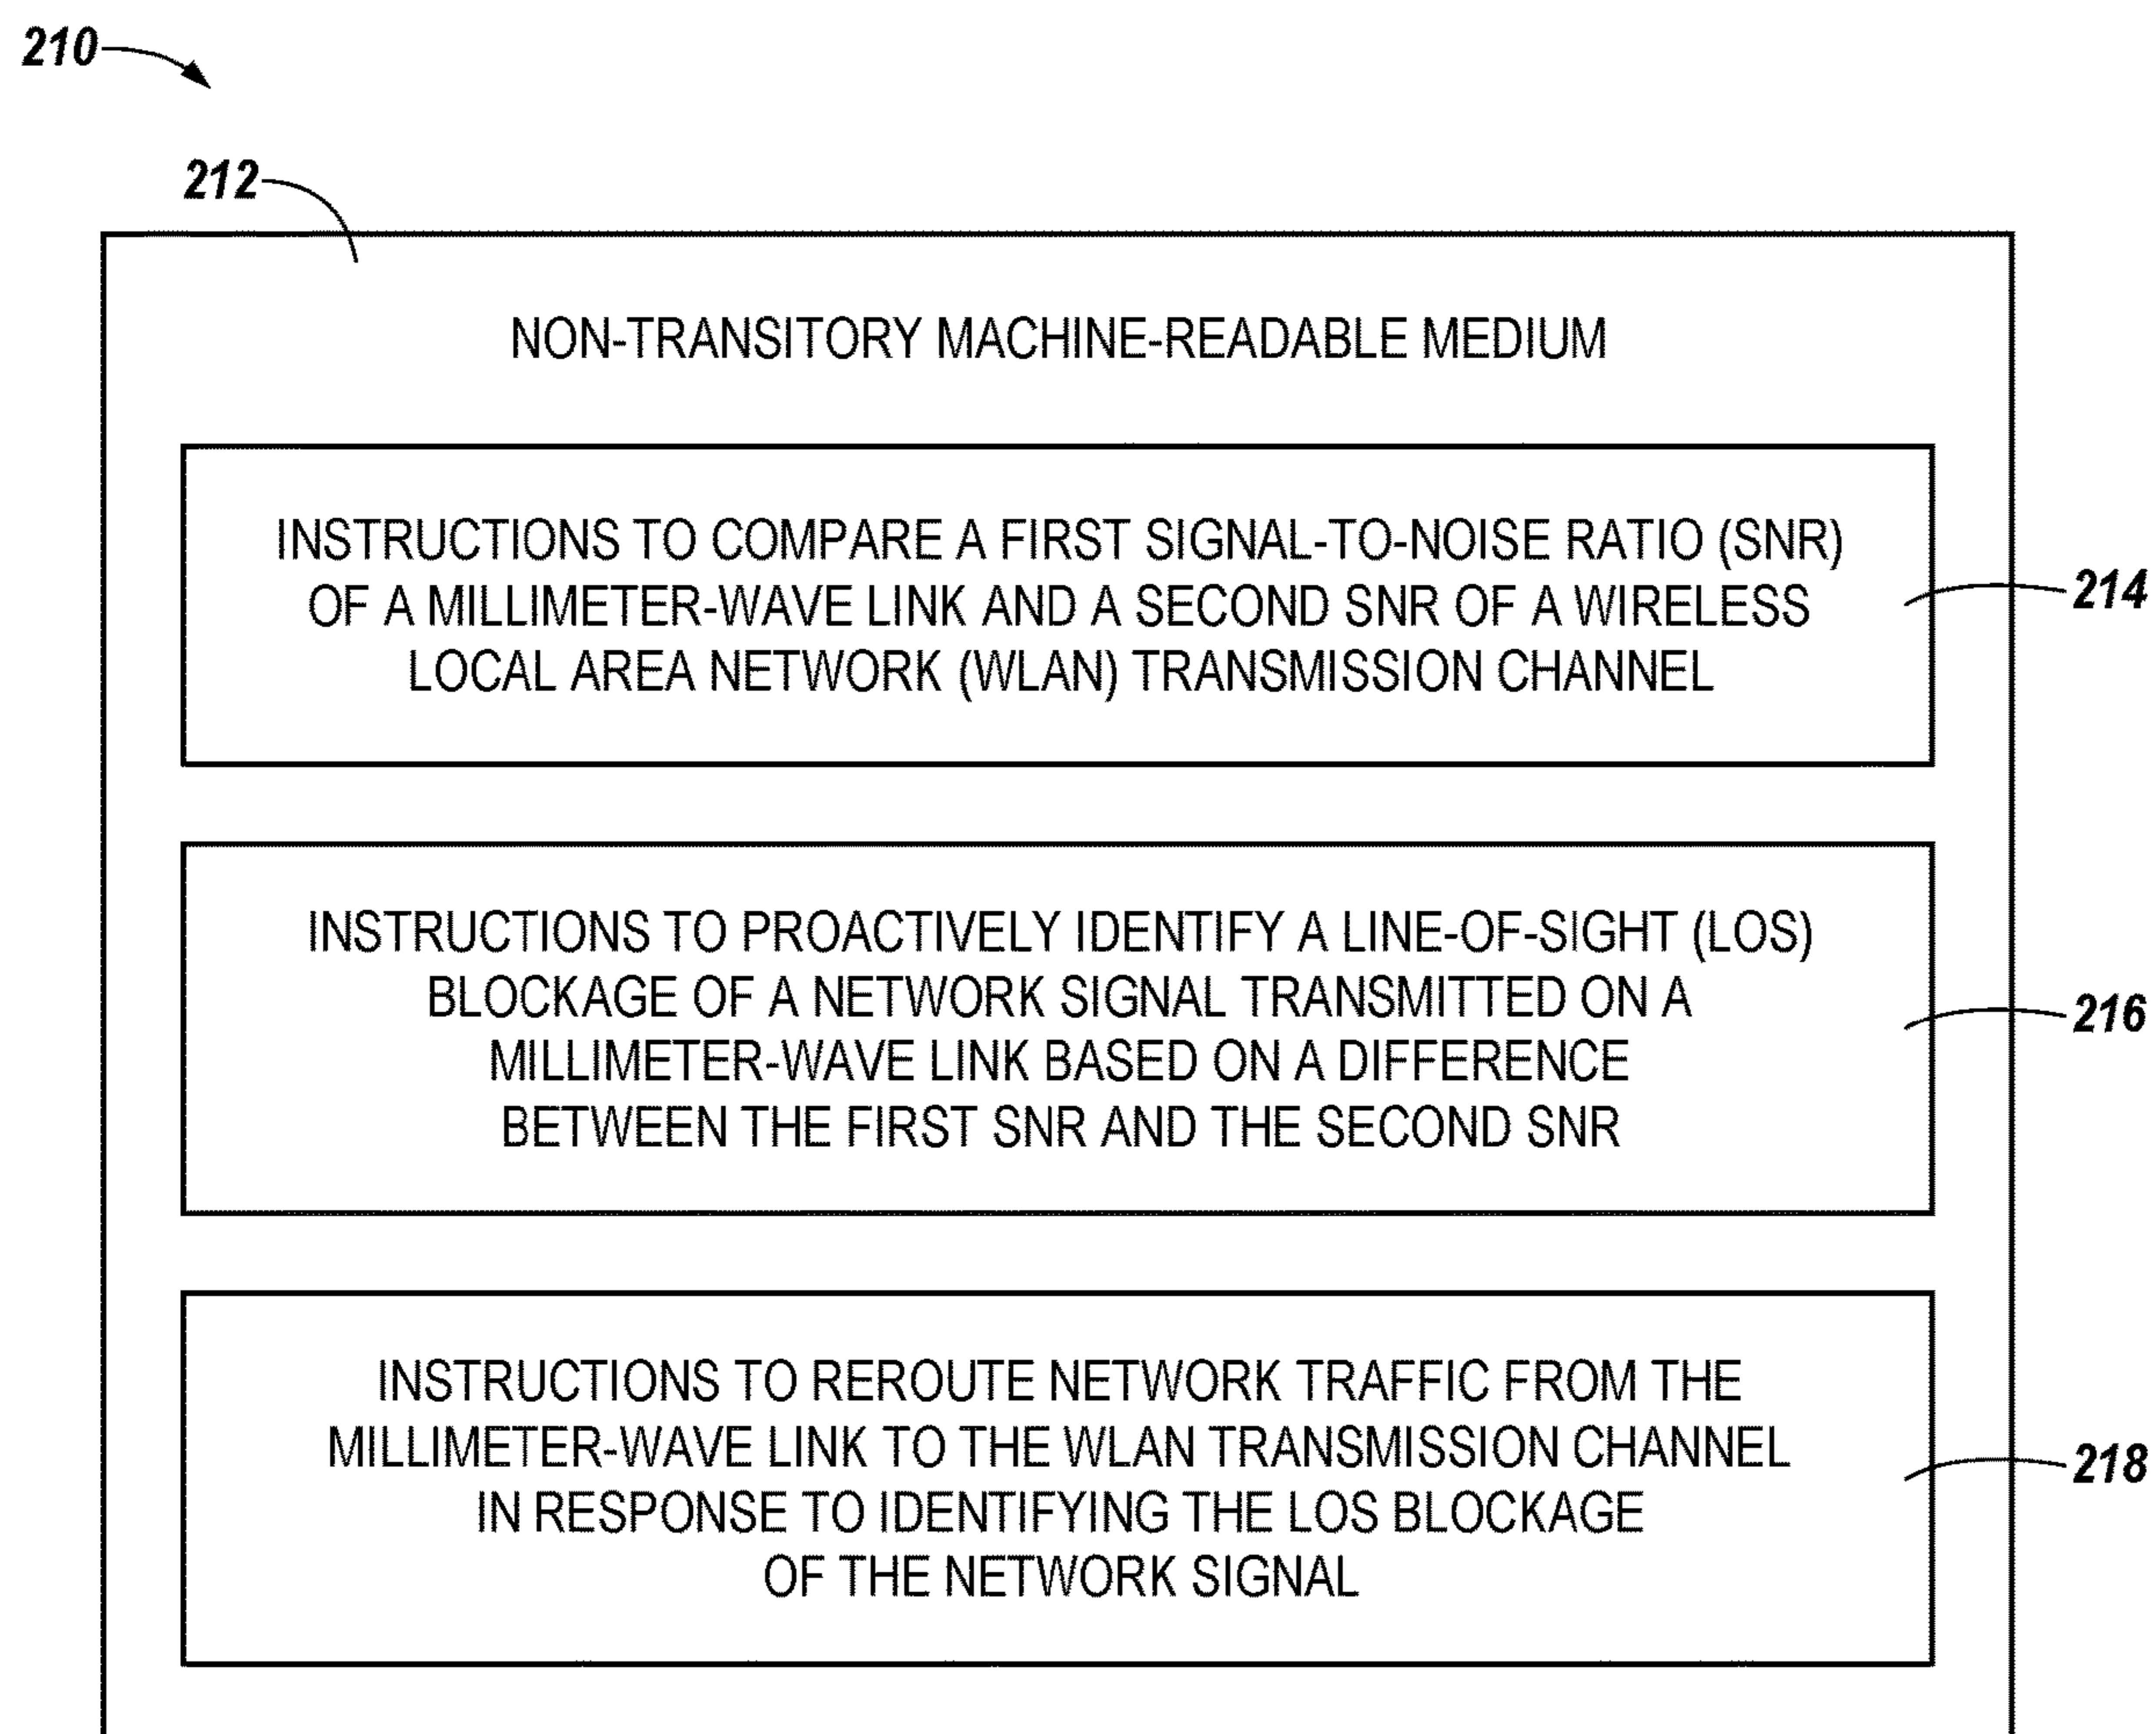 210
212
NON-TRANSITORY MACHINE-READABLE MEDIUM
INSTRUCTIONS TO COMPARE A FIRST SIGNAL-TO-NOISE RATIO (SNR)
OF A MILLIMETER-WAVE LINK AND A SECOND SNR OF A WIRELESS
LOCAL AREA NETWORK (WLAN) TRANSMISSION CHANNEL
214
INSTRUCTIONS TO PROACTIVELY IDENTIFY A LINE-OF-SIGHT (LOS)
BLOCKAGE OF A NETWORK SIGNAL TRANSMITTED ON A
MILLIMETER-WAVE LINK BASED ON A DIFFERENCE
BETWEEN THE FIRST SNR AND THE SECOND SNR
216
INSTRUCTIONS TO REROUTE NETWORK TRAFFIC FROM THE
MILLIMETER-WAVE LINK TO THE WLAN TRANSMISSION CHANNEL
IN RESPONSE TO IDENTIFYING THE LOS BLOCKAGE
OF THE NETWORK SIGNAL
218